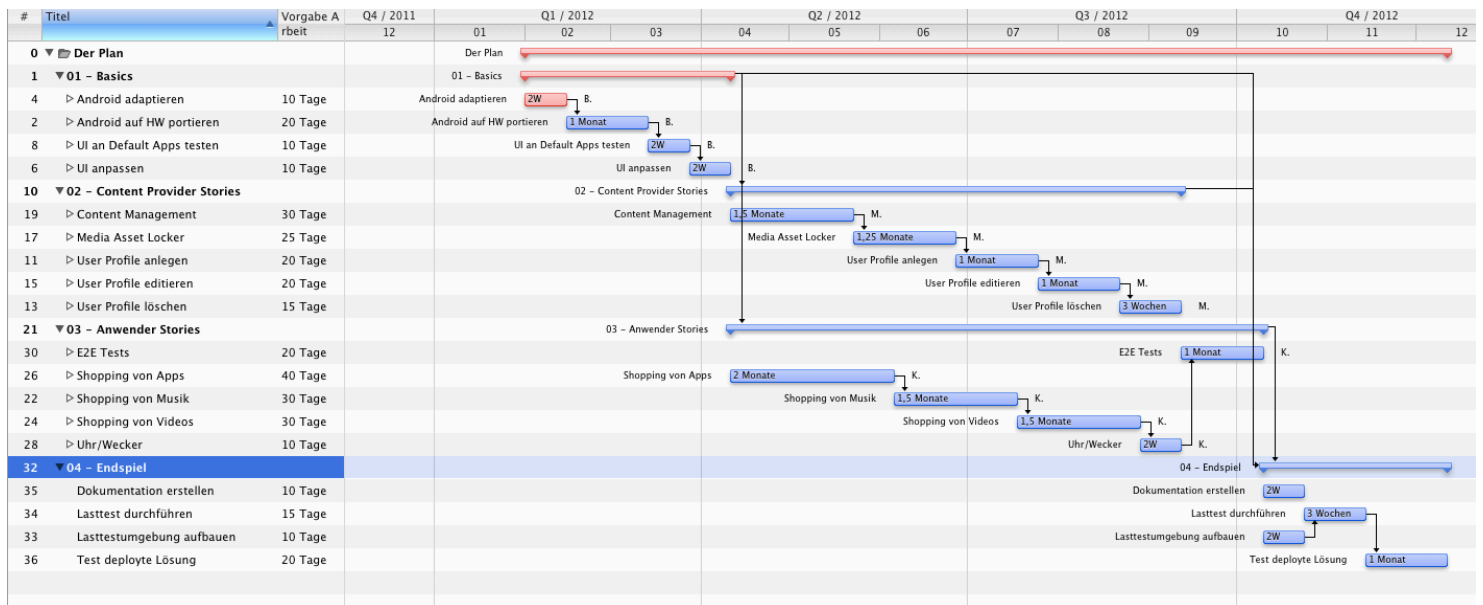 # Titel Vorgabe A Q4 / 2011 Q1 / 2012 Q2 / 2012 Q3 / 2012 Q4 / 2012
rbeit 12 01 02 03 04 05 06 07 08 09 10 11 12
0 Der Plan Der Plan
1 01 – Basics 01 – Basics
4 Android adaptieren 10 Tage Android adaptieren 2W B.
2 Android auf HW portieren 20 Tage Android auf HW portieren 1 Monat B.
8 UI an Default Apps testen 10 Tage UI an Default Apps testen 2W B.
6 UI anpassen 10 Tage UI anpassen 2W B.
10 02 – Content Provider Stories 02 – Content Provider Stories
19 Content Management 30 Tage Content Management 1,5 Monate M.
17 Media Asset Locker 25 Tage Media Asset Locker 1,25 Monate M.
11 User Profile anlegen 20 Tage User Profile anlegen 1 Monat M.
15 User Profile editieren 20 Tage User Profile editieren 1 Monat M.
13 User Profile löschen 15 Tage User Profile löschen 3 Wochen M.
21 03 – Anwender Stories 03 – Anwender Stories
30 E2E Tests 20 Tage E2E Tests 1 Monat K.
26 Shopping von Apps 40 Tage Shopping von Apps 2 Monate K.
22 Shopping von Musik 30 Tage Shopping von Musik 1,5 Monate K.
24 Shopping von Videos 30 Tage Shopping von Videos 1,5 Monate K.
28 Uhr/Wecker 10 Tage Uhr/Wecker 2W K.
32 04 – Endspiel 04 – Endspiel
35 Dokumentation erstellen 10 Tage Dokumentation erstellen 2W
34 Lasttest durchführen 15 Tage Lasttest durchführen 3 Wochen
33 Lasttestumgebung aufbauen 10 Tage Lasttestumgebung aufbauen 2W
36 Test deployte Lösung 20 Tage Test deployte Lösung 1 Monat